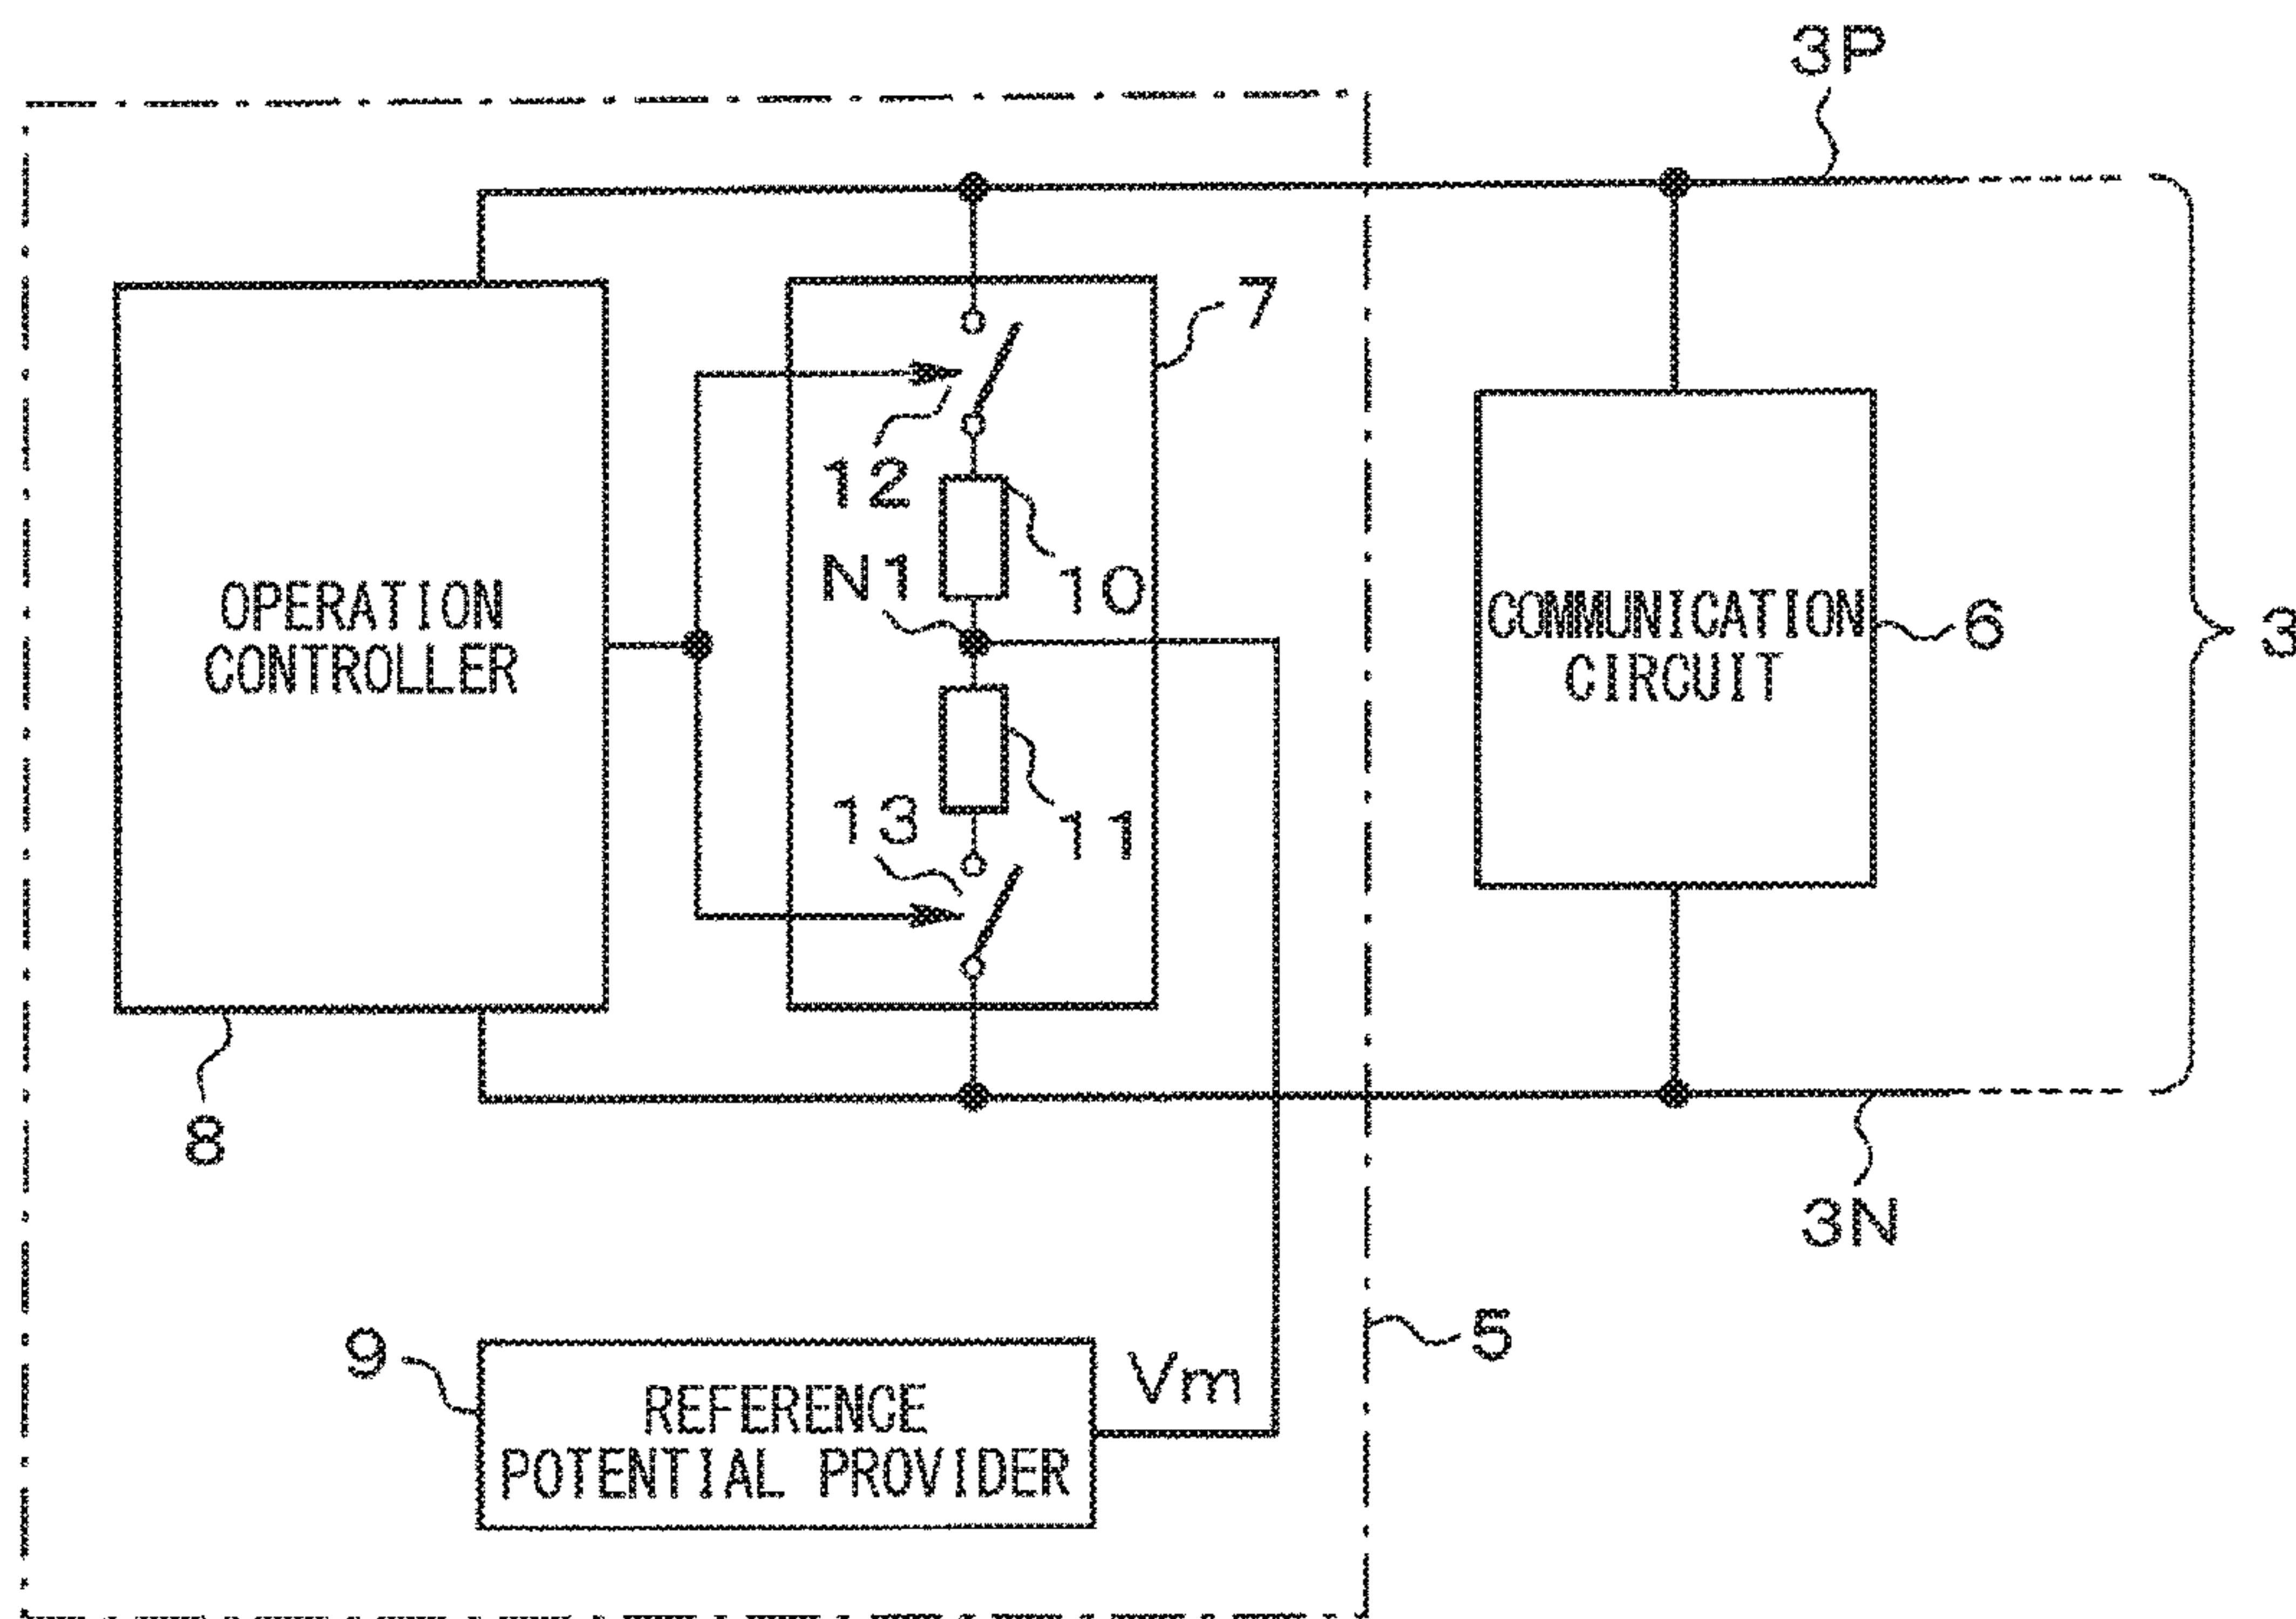 3P
7
12
10
N1
OPERATION
CONTROLLER
COMMUNICATION
CIRCUIT
6
3
13
11
8
3N
5
9
Vm
REFERENCE
POTENTIAL PROVIDER